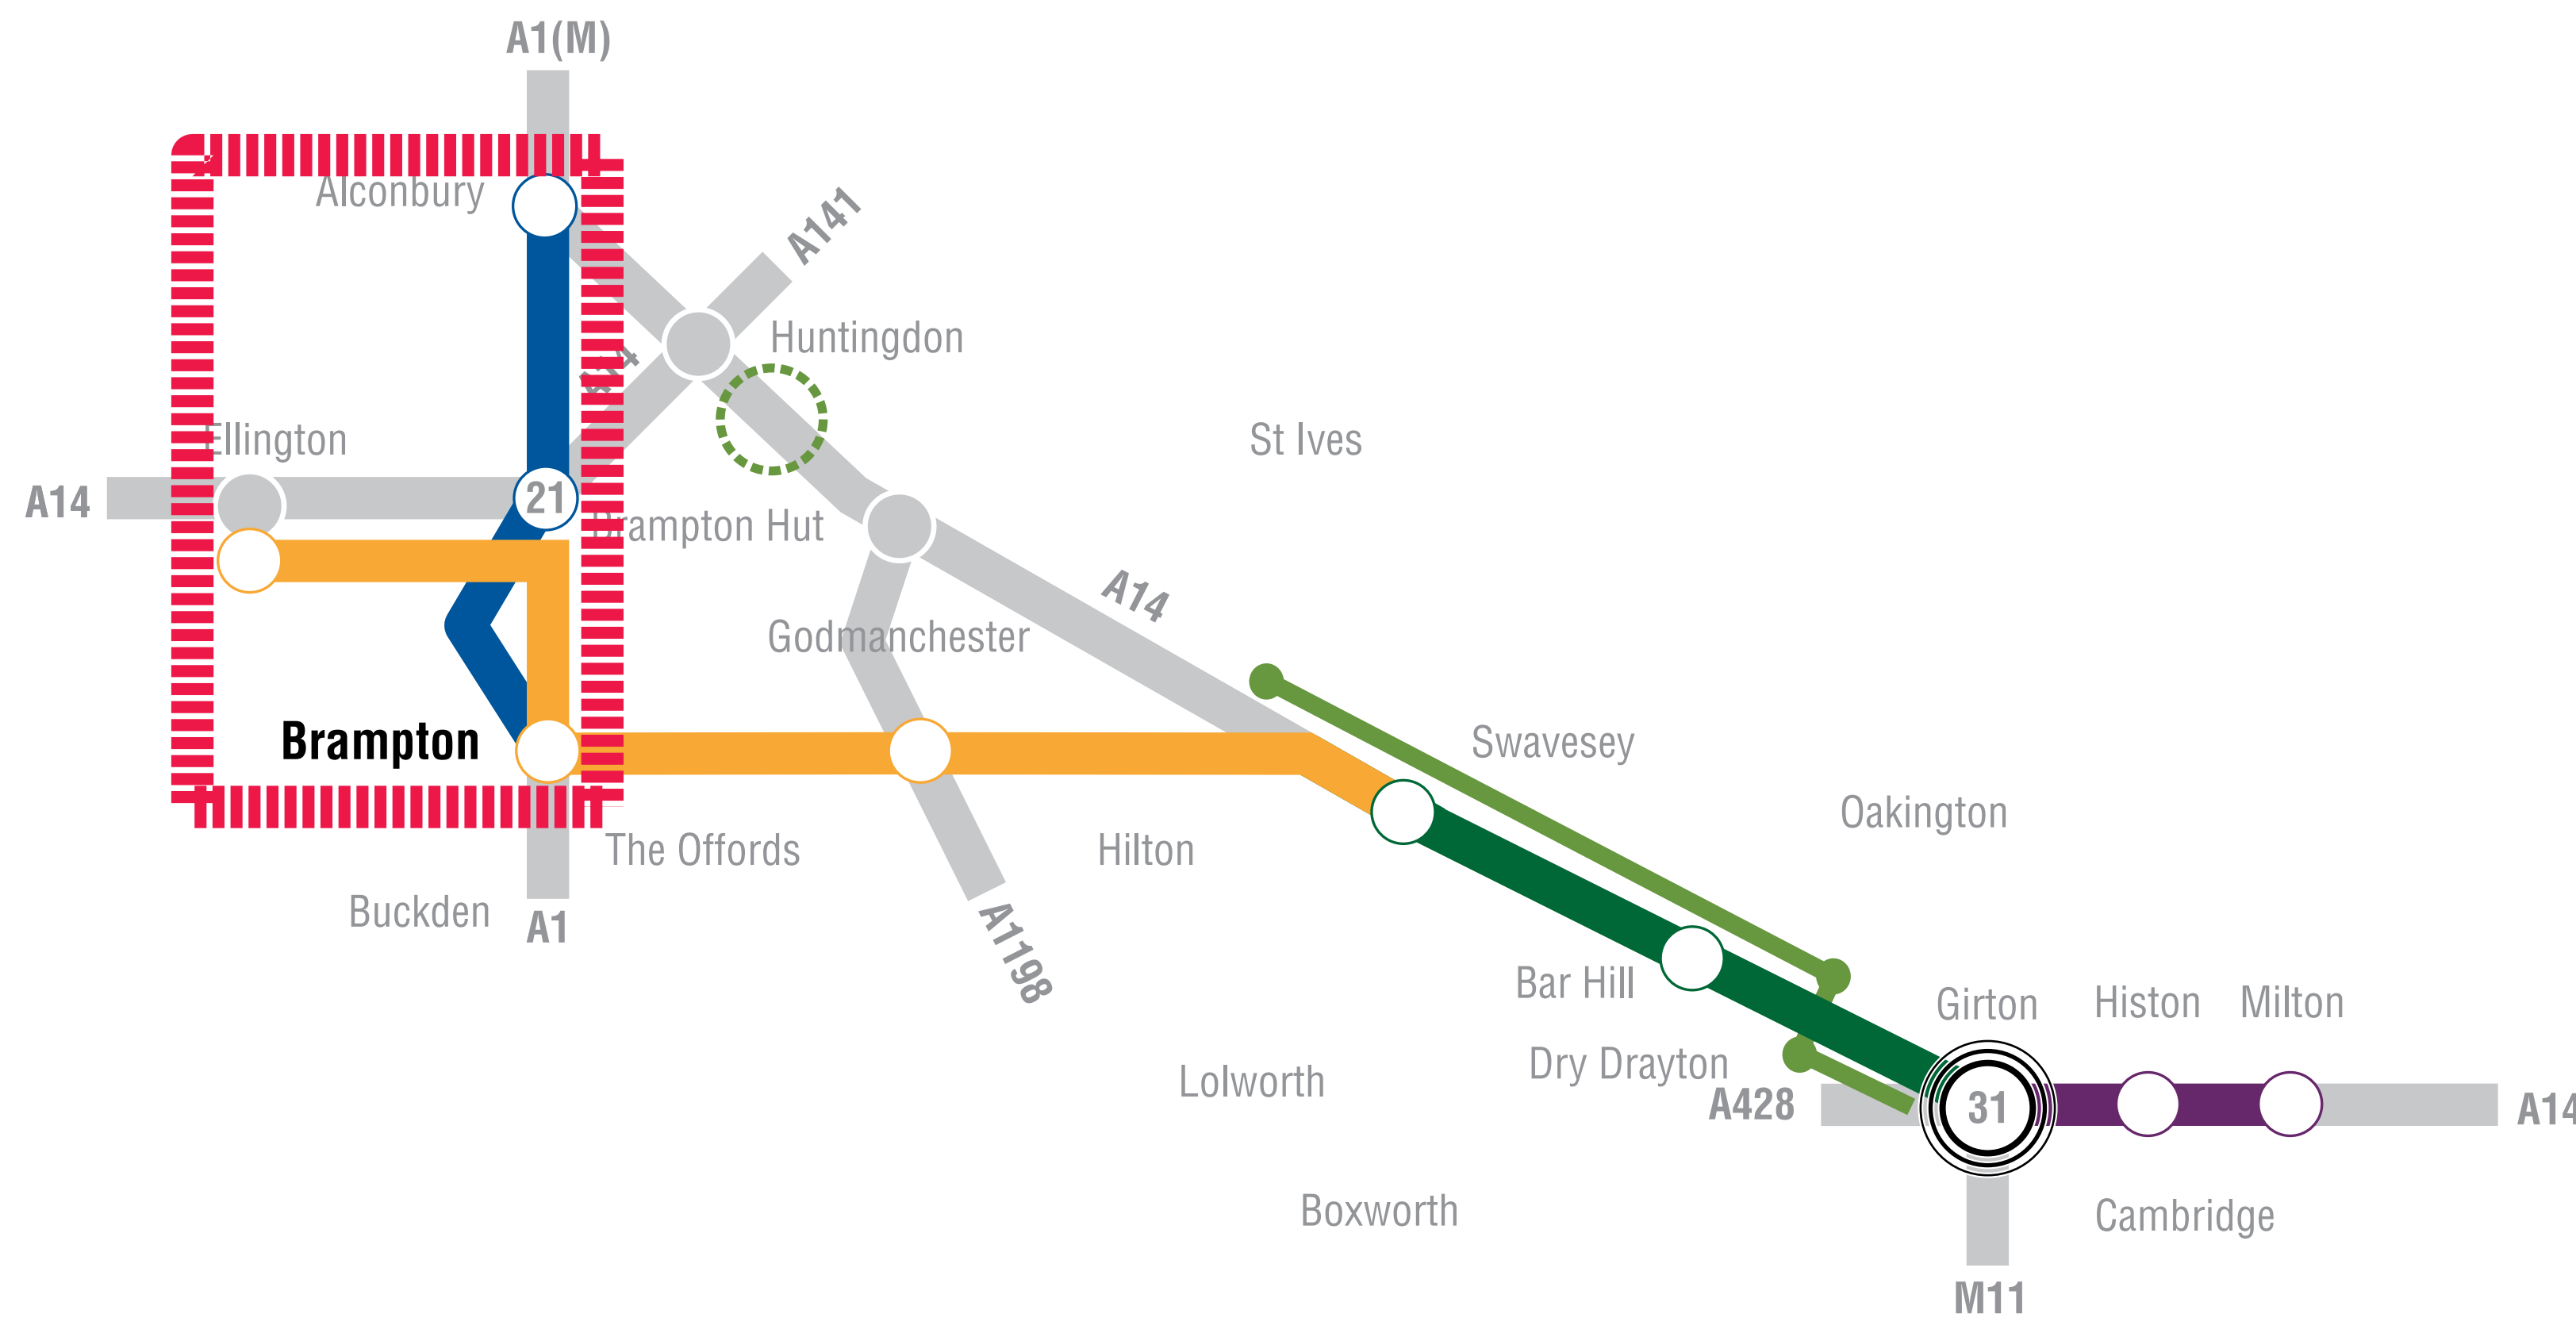 A1(M)
Alconbury
A141
Huntingdon
A14
Ellington
St Ives
A14
21
Brampton Hut
A14
Godmanchester
Brampton
Swavesey
Oakington
The Offords
Hilton
Buckden
A1
A1198
Bar Hill
Girton
Histon
Milton
Dry Drayton
Lolworth
A428
31
A14
Boxworth
Cambridge
M11